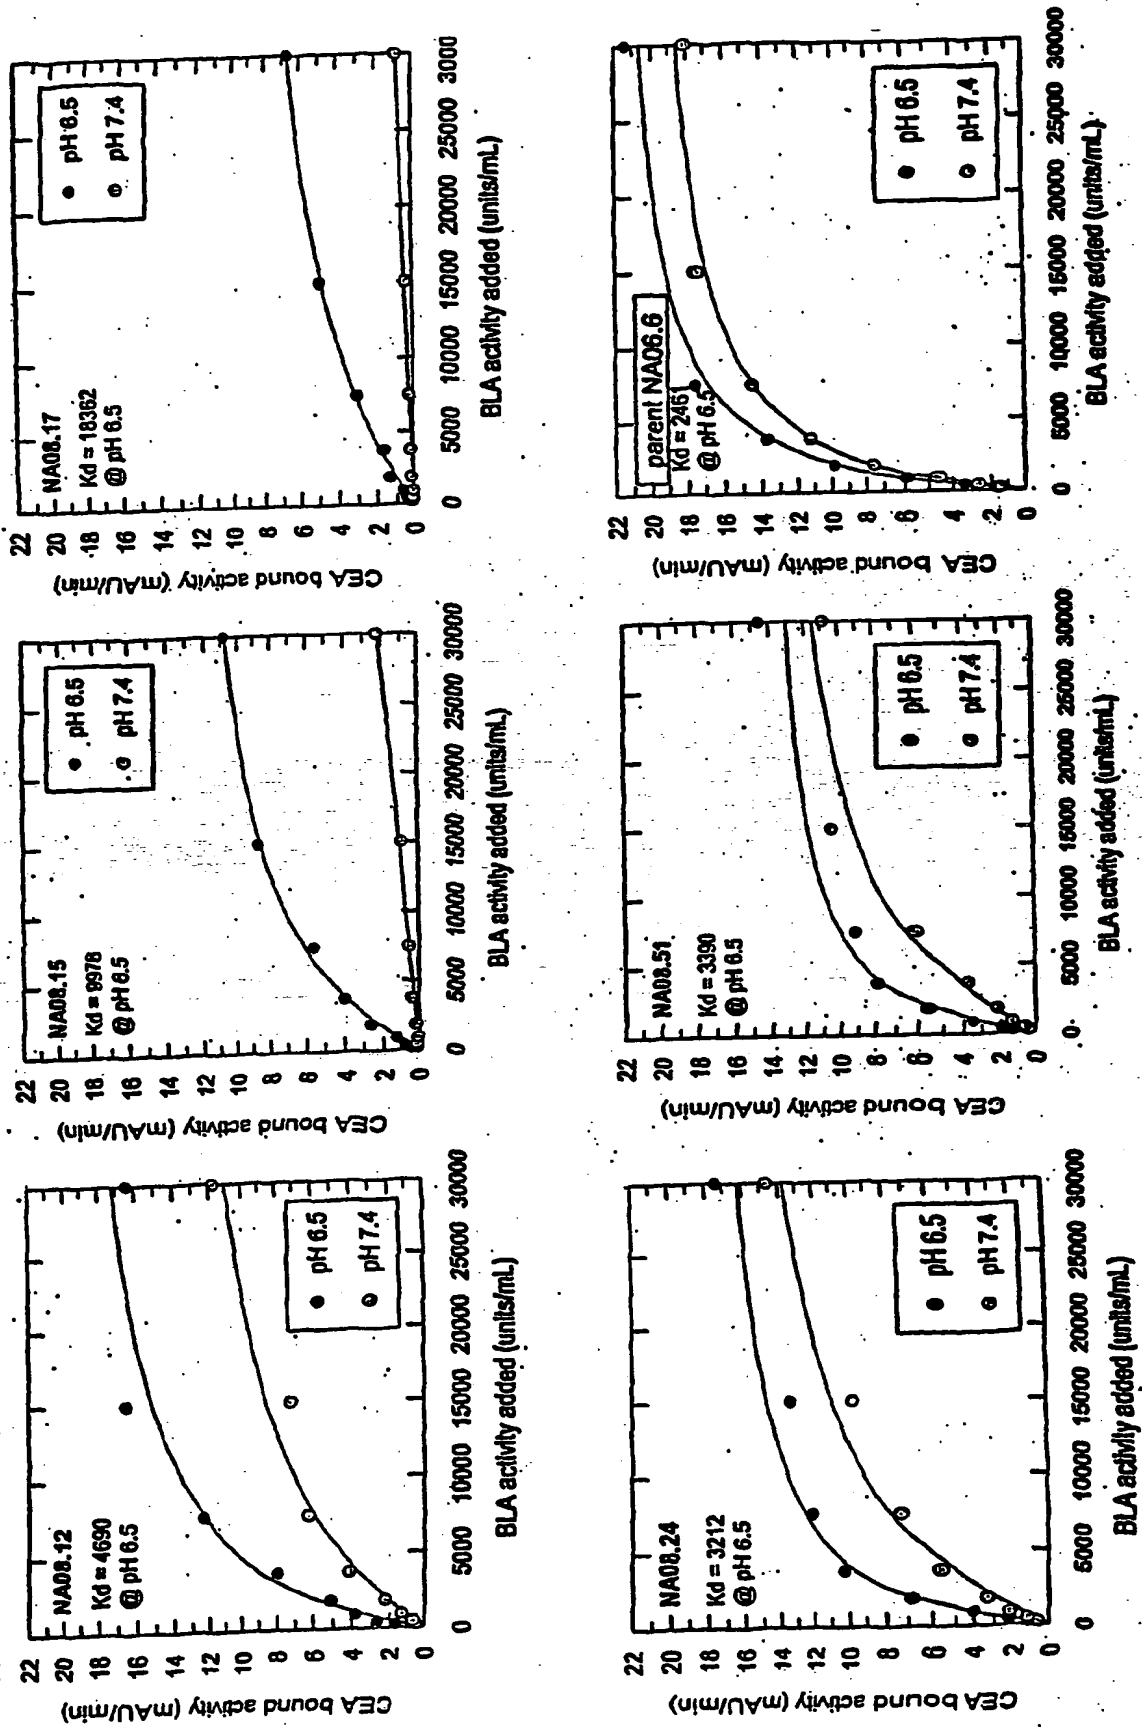 22
20
18
16
14
12
10
8
6
4
2
0
CEA bound activity (mAU/min)
NA08.12
Kd = 4690
@ pH 6.5
pH 6.5
pH 7.4
0 5000 10000 15000 20000 25000 30000
BLA activity added (units/mL)
22
20
18
16
14
12
10
8
6
4
2
0
CEA bound activity (mAU/min)
NA08.15
Kd = 9978
@ pH 6.5
pH 6.5
pH 7.4
0 5000 10000 15000 20000 25000 30000
BLA activity added (units/mL)
22
20
18
16
14
12
10
8
6
4
2
0
CEA bound activity (mAU/min)
NA08.17
Kd = 18362
@ pH 6.5
pH 6.5
pH 7.4
0 5000 10000 15000 20000 25000 30000
BLA activity added (units/mL)
22
20
18
16
14
12
10
8
6
4
2
0
CEA bound activity (mAU/min)
NA08.24
Kd = 3212
@ pH 6.5
pH 6.5
pH 7.4
0 5000 10000 15000 20000 25000 30000
BLA activity added (units/mL)
22
20
18
16
14
12
10
8
6
4
2
0
CEA bound activity (mAU/min)
NA08.51
Kd = 3390
@ pH 6.5
pH 6.5
pH 7.4
0 5000 10000 15000 20000 25000 30000
BLA activity added (units/mL)
22
20
18
16
14
12
10
8
6
4
2
0
CEA bound activity (mAU/min)
parent NA06.6
Kd = 2461
@ pH 6.5
pH 6.5
pH 7.4
0 5000 10000 15000 20000 25000 30000
BLA activity added (units/mL)